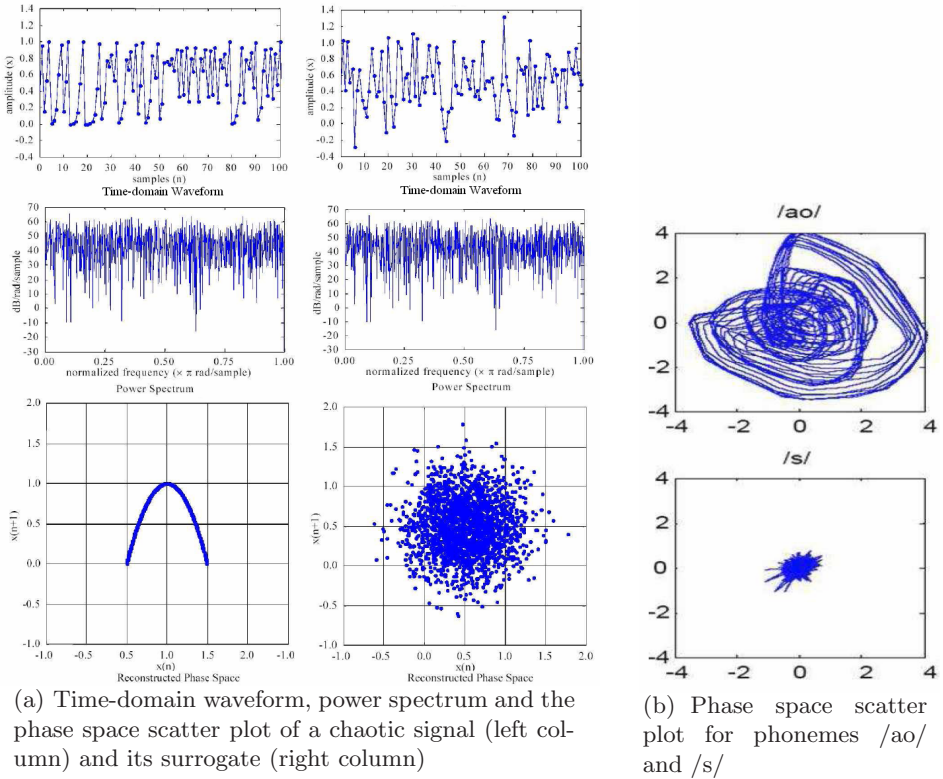 1.4
1.2
1.0
0.8
0.6
0.4
0.2
0.0
-0.2
-0.4
amplitude (x)
0 10 20 30 40 50 60 70 80 90 100
samples (n)
Time-domain Waveform
1.4
1.2
1.0
0.8
0.6
0.4
0.2
0.0
-0.2
-0.4
amplitude (x)
0 10 20 30 40 50 60 70 80 90 100
samples (n)
Time-domain Waveform
70
60
50
40
30
20
10
0
-10
-20
-30
dB/rad/sample
0.00 0.25 0.50 0.75 1.00
normalized frequency (× π rad/sample)
Power Spectrum
70
60
50
40
30
20
10
0
-10
-20
-30
dB/rad/sample
0.00 0.25 0.50 0.75 1.00
normalized frequency (× π rad/sample)
Power Spectrum
2.0
1.5
1.0
0.5
0.0
-0.5
-1.0
x(n+1)
-1.0 0.5 0.0 0.5 1.0 1.5 -1.0
x(n)
Reconstructed Phase Space
2.0
1.5
1.0
0.5
0.0
-0.5
-1.0
x(n+1)
-1.0 -0.5 0.0 0.5 1.0 1.5 2.0
x(n)
Reconstructed Phase Space
(a) Time-domain waveform, power spectrum and the
phase space scatter plot of a chaotic signal (left col-
umn) and its surrogate (right column)
/ao/
4
2
0
-2
-4
-4 -2 0 2 4
/s/
4
2
0
-2
-4
-4 -2 0 2 4
(b) Phase space scatter
plot for phonemes /ao/
and /s/